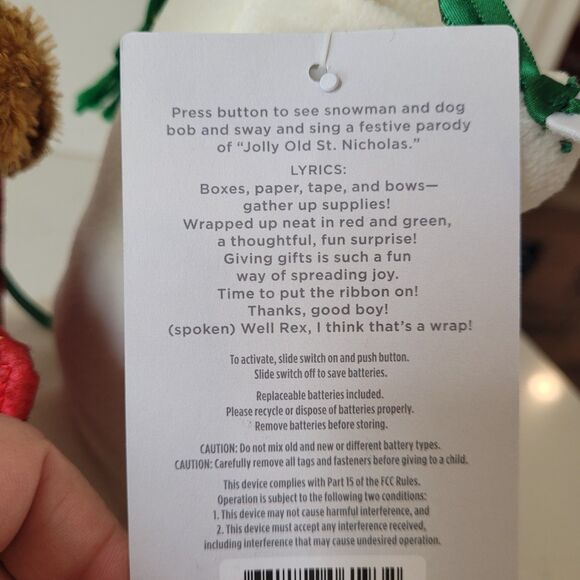 Press button to see snowman and dog
bob and sway and sing a festive parody
of “Jolly Old St. Nicholas.”
LYRICS:
Boxes, paper, tape, and bows—
gather up supplies!
Wrapped up neat in red and green,
a thoughtful, fun surprise!
Giving gifts is such a fun
way of spreading joy.
Time to put the ribbon on!
Thanks, good boy!
(spoken) Well Rex, I think that’s a wrap!
To activate, slide switch on and push button.
Slide switch off to save batteries.
Replaceable batteries included.
Please recycle or dispose of batteries properly.
Remove batteries before storing.
CAUTION: Do not mix old and new or different battery types.
CAUTION: Carefully remove all tags and fasteners before giving to a child.
This device complies with Part 15 of the FCC Rules.
Operation is subject to the following two conditions:
1. This device may not cause harmful interference, and
2. This device must accept any interference received,
including interference that may cause undesired operation.